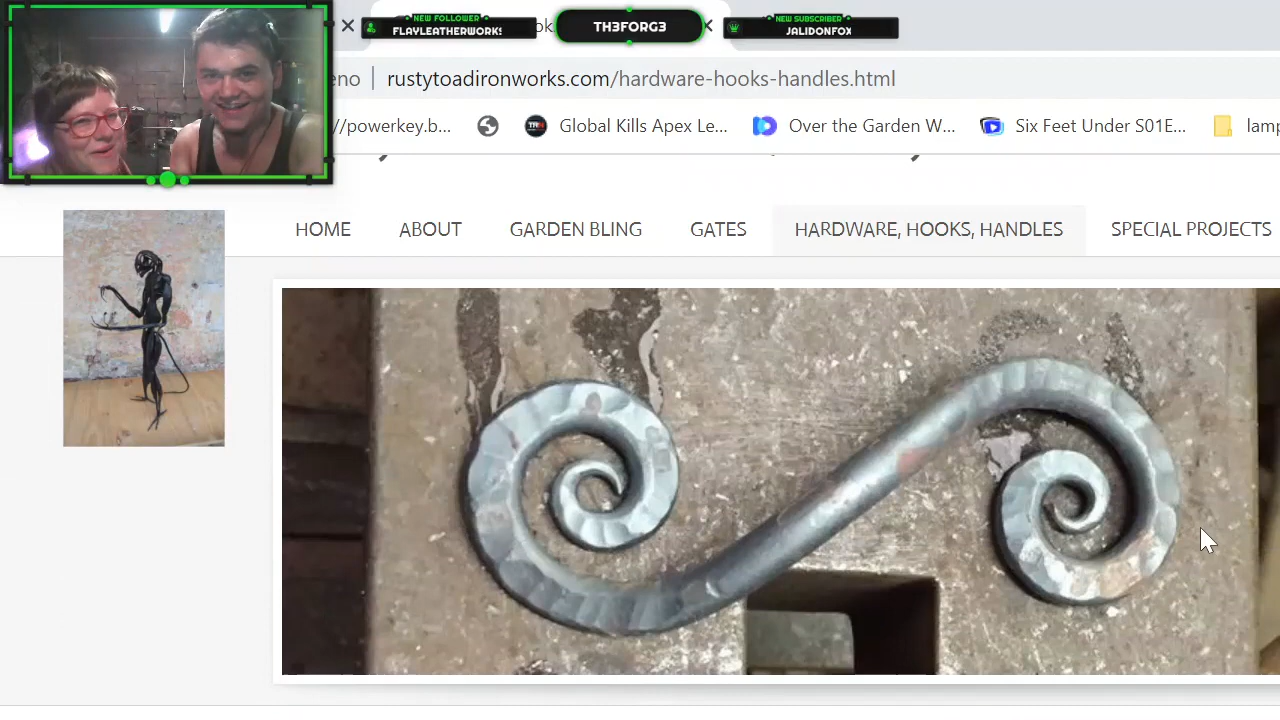 NEW FOLLOWER
FLAYLEATHERWORKS
TH3FORG3
NEW SUBSCRIBER
JALIDONFOX
eno | rustytoadironworks.com/hardware-hooks-handles.html
//powerkey.b... Global Kills Apex Le... Over the Garden W... Six Feet Under S01E... lamp
HOME ABOUT GARDEN BLING GATES HARDWARE, HOOKS, HANDLES SPECIAL PROJECTS